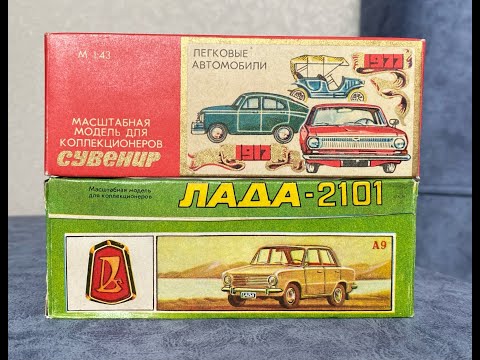 М 1:43
ЛЕГКОВЫЕ
АВТОМОБИЛИ
1977
МАСШТАБНАЯ
МОДЕЛЬ ДЛЯ
КОЛЛЕКЦИОНЕРОВ
СУВЕНИР
1917
Масштабная модель
для коллекционеров
ЛАДА-2101
А9